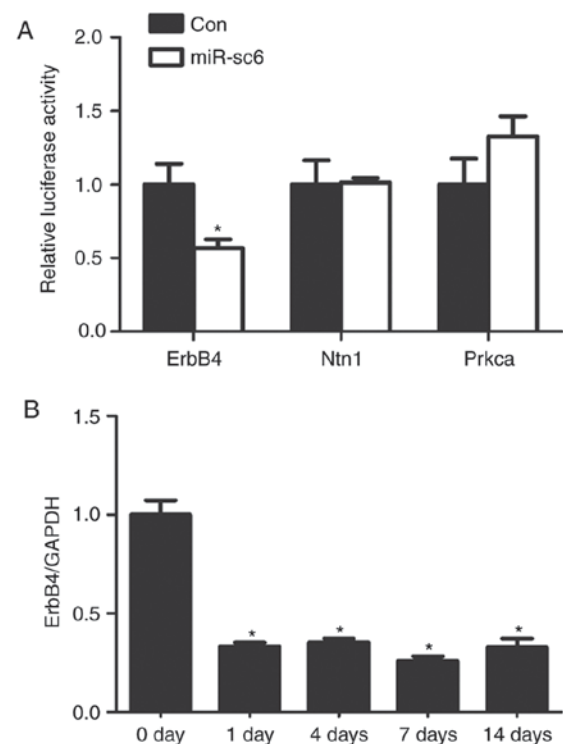 A
Con
miR-sc6
Relative luciferase activity
2.0
1.5
1.0
0.5
0.0
*
ErbB4 Ntn1 Prkca
B
ErbB4/GAPDH
1.5
1.0
0.5
0.0
* * * *
0 day 1 day 4 days 7 days 14 days